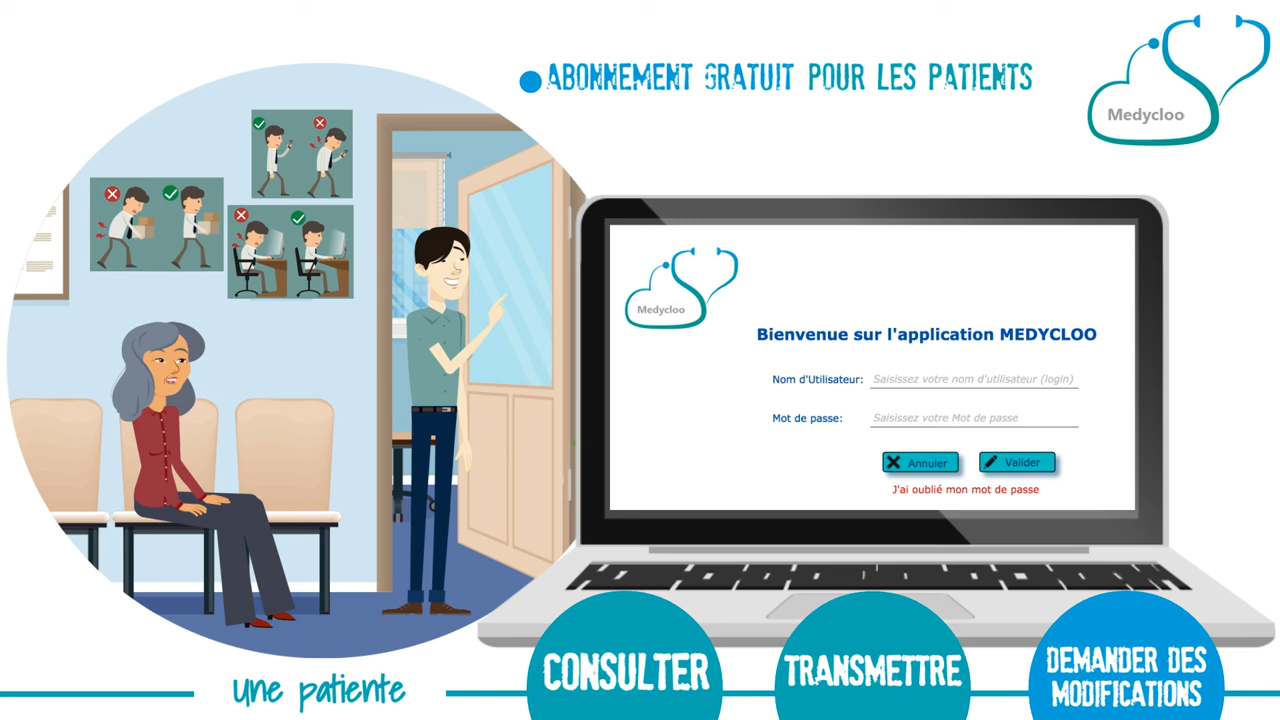 ABONNEMENT GRATUIT POUR LES PATIENTS
Medycloo
Medycloo
Bienvenue sur l'application MEDYCLOO
Nom d'Utilisateur: Saisissez votre nom d'utilisateur (login)
Mot de passe: Saisissez votre Mot de passe
Annuler Valider
J'ai oublié mon mot de passe
une patiente
CONSULTER
TRANSMETTRE
DEMANDER DES
MODIFICATIONS